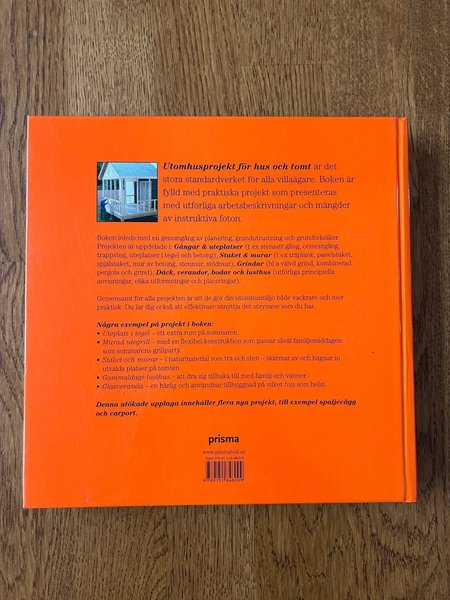 Utomhusprojekt för hus och tomt är det
stora standardverket för alla villaägare. Boken är
fylld med praktiska projekt som presenteras
med utförliga arbetsbeskrivningar och mängder
av instruktiva foton.
Boken inleds med en genomgång av planering, grundutrustning och grundtekniker.
Projekten är uppdelade i: Gångar & uteplatser (t ex stensatt gång, cementgång,
trappsteg, uteplatser i tegel och betong), Staket & murar (t ex träplank, panelstaket,
spjälstaket, mur av betong, stenmur, stödmur), Grindar (bl a välvd grind, kombinerad
pergola och grind), Däck, verandor, bodar och lusthus (utförliga principiella
anvisningar, olika utformningar och placeringar).
Gemensamt för alla projekten är att de gör din utomhusmiljö både vackrare och mer
praktisk. Du lär dig också att effektivare utnyttja det utrymme som du har.
Några exempel på projekt i boken:
• Uteplats i tegel – ett extra rum på sommaren
• Murad utegrill – med en flexibel konstruktion som passar såväl familjemiddagen
som sommarens grillparty.
• Staket och murar – i naturmaterial som trä och sten – skärmar av och hägnar in
utvalda platser på tomten.
• Gammaldags lusthus – att dra sig tillbaka till med familj och vänner.
• Glasveranda – en härlig och användbar tillbyggnad på vilket hus som helst.
Denna utökade upplaga innehåller flera nya projekt, till exempel spaljévägg
och carport.
prisma
www.prismabok.se